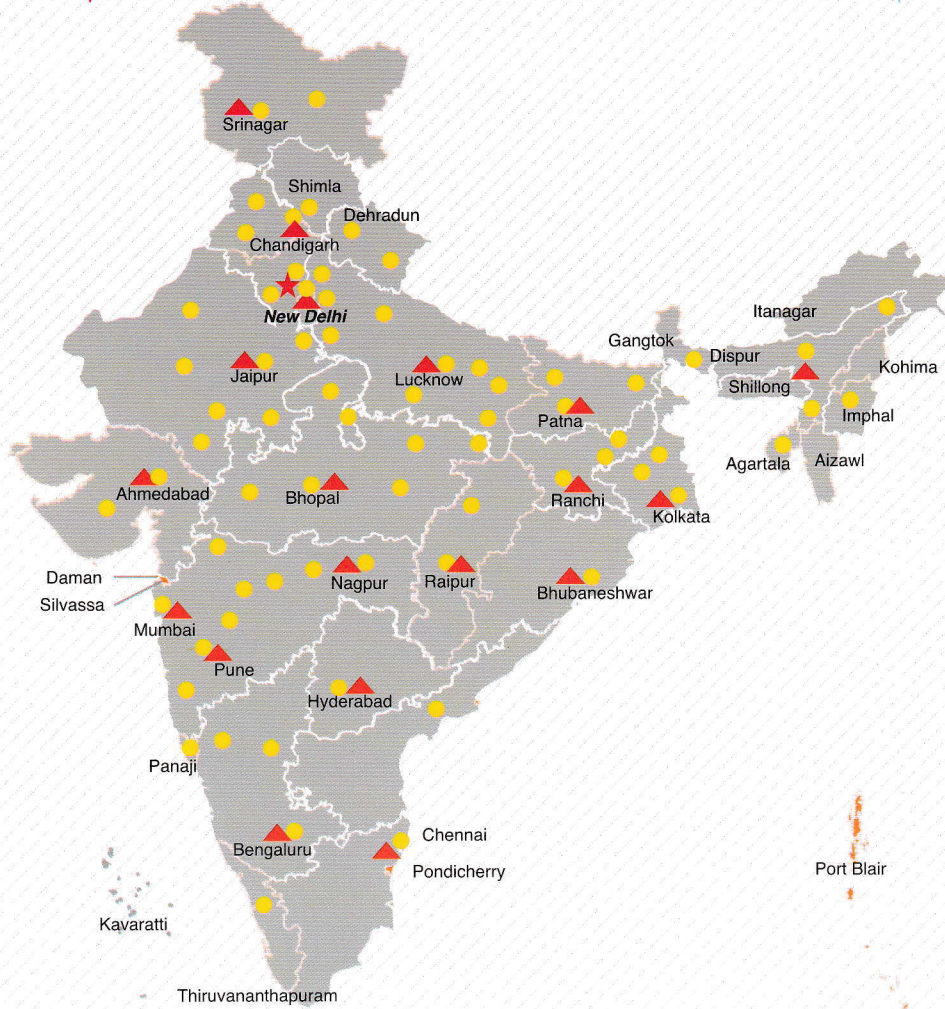 Srinagar
Shimla
Dehradun
Chandigarh
New Delhi
Itanagar
Gangtok
Dispur
Kohima
Jaipur
Lucknow
Shillong
Patna
Imphal
Agartala
Aizawl
Ahmedabad
Bhopal
Ranchi
Kolkata
Daman
Nagpur
Raipur
Bhubaneshwar
Silvassa
Mumbai
Pune
Hyderabad
Panaji
Chennai
Bengaluru
Pondicherry
Port Blair
Kavaratti
Thiruvananthapuram